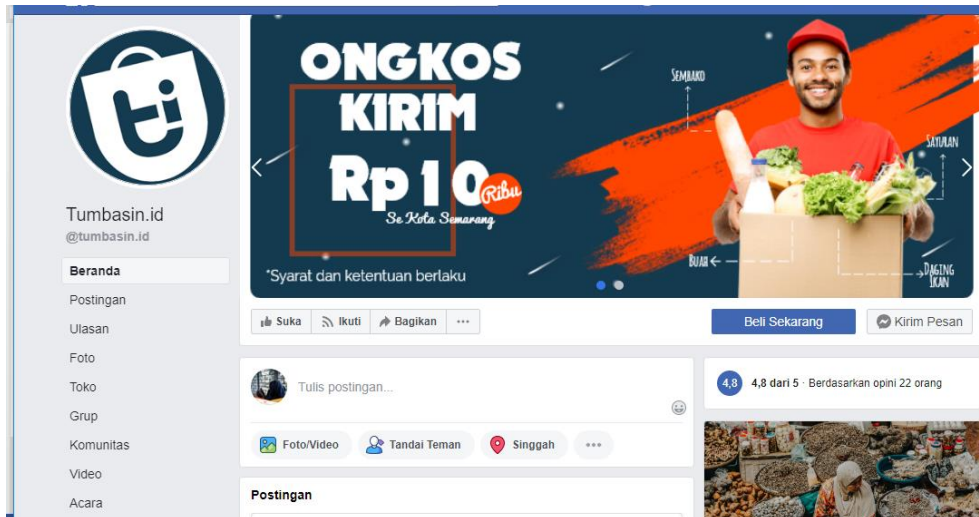 ONGKOS
KIRIM
Rp 10 Ribu
Se Kota Semarang
*Syarat dan ketentuan berlaku
SEMBAKO
SAYURAN
BUAH
DAGING
IKAN
Tumbasin.id
@tumbasin.id
Beranda
Postingan
Ulasan
Foto
Toko
Grup
Komunitas
Video
Acara
Suka Ikuti Bagikan
Beli Sekarang Kirim Pesan
Tulis postingan...
Foto/Video Tandai Teman Singgah
Postingan
4,8 4,8 dari 5 · Berdasarkan opini 22 orang